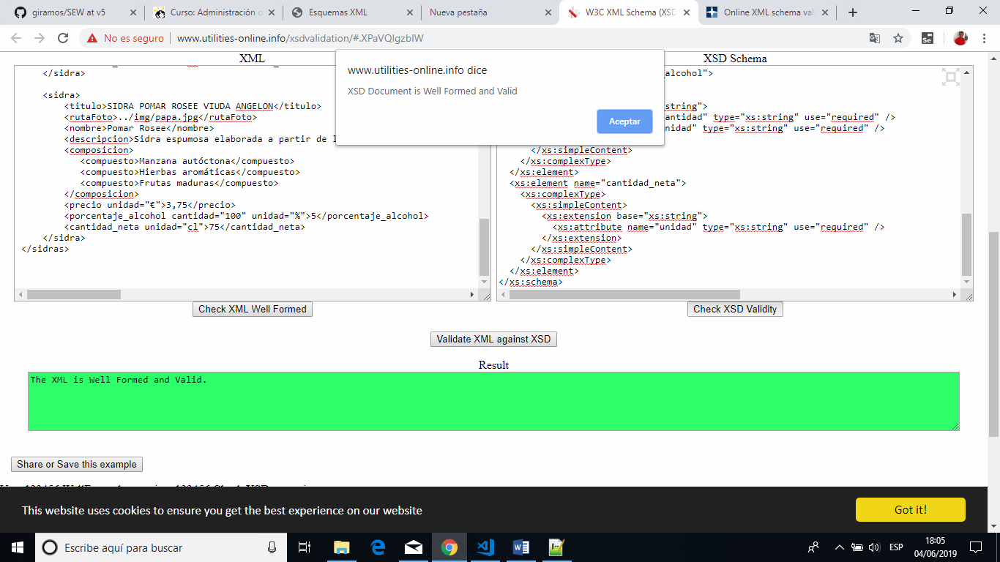 giramos/SEW at v5
Curso: Administración d
Esquemas XML
Nueva pestaña
W3C XML Schema (XSD
Online XML schema vali
No es seguro
www.utilities-online.info/xsdvalidation/#.XPaVQIgzbIW
XML
</sidra>
<sidra>
<titulo>SIDRA POMAR ROSEE VIUDA ANGELON</titulo>
<rutaFoto>../img/papa.jpg</rutaFoto>
<nombre>Pomar Rosee</nombre>
<descripcion>Sidra espumosa elaborada a partir de l
<composicion>
<compuesto>Manzana autóctona</compuesto>
<compuesto>Hierbas aromáticas</compuesto>
<compuesto>Frutas maduras</compuesto>
</composicion>
<precio unidad="€">3,75</precio>
<porcentaje_alcohol cantidad="100" unidad="%">5</porcentaje_alcohol>
<cantidad_neta unidad="cl">75</cantidad_neta>
</sidra>
</sidras>
www.utilities-online.info dice
XSD Document is Well Formed and Valid
Aceptar
XSD Schema
_alcohol">
string">
antidad" type="xs:string" use="required" />
unidad" type="xs:string" use="required" />
</xs:simpleContent>
</xs:complexType>
</xs:element>
<xs:element name="cantidad_neta">
<xs:complexType>
<xs:simpleContent>
<xs:extension base="xs:string">
<xs:attribute name="unidad" type="xs:string" use="required" />
</xs:extension>
</xs:simpleContent>
</xs:complexType>
</xs:element>
</xs:schema>
Check XML Well Formed
Check XSD Validity
Validate XML against XSD
Result
The XML is Well Formed and Valid.
Share or Save this example
This website uses cookies to ensure you get the best experience on our website
Got it!
Escribe aquí para buscar
ESP
18:05
04/06/2019